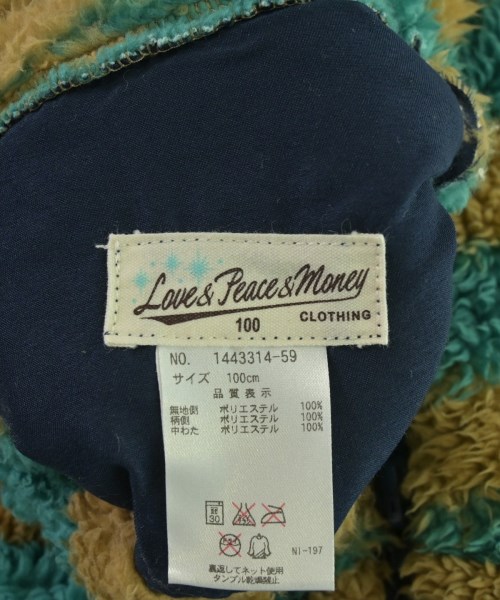 Love & Peace & Money
100 CLOTHING
NO. 1443314-59
サイズ 100cm
品質表示
無地側 ポリエステル 100%
柄側 ポリエステル 100%
中わた ポリエステル 100%
30
NI-197
裏返してネット使用
タンブル乾燥禁止